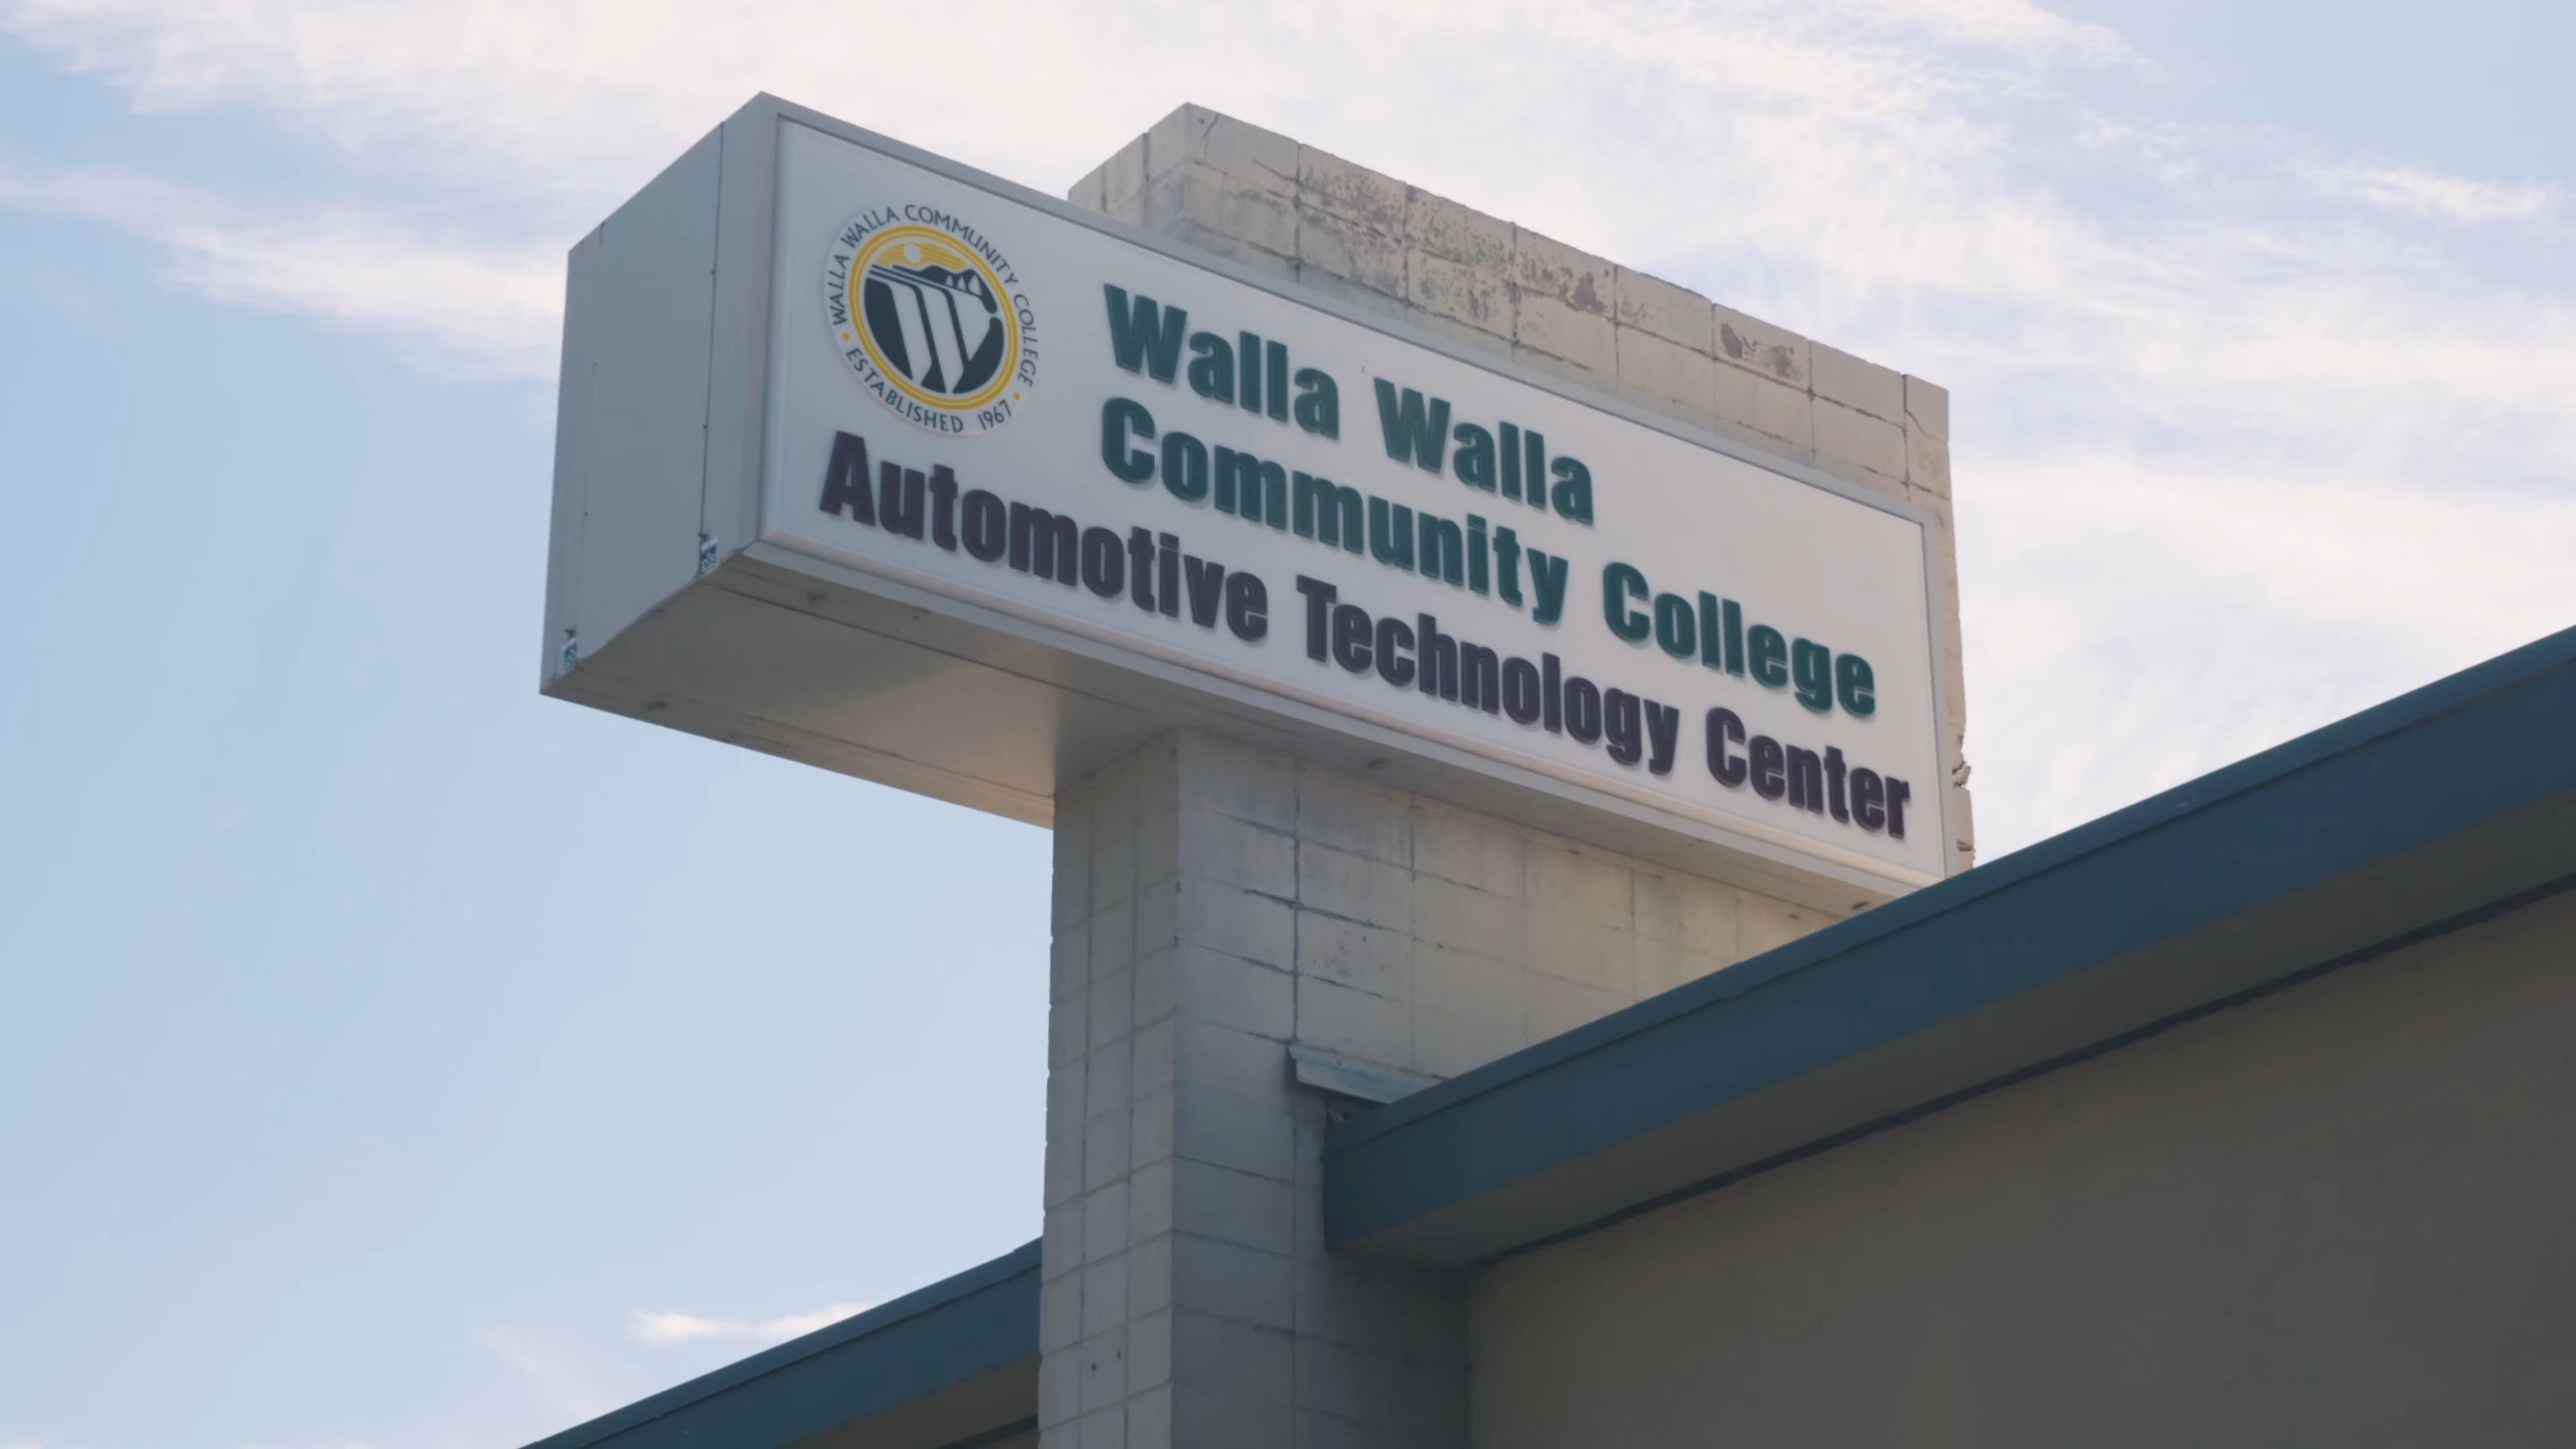 WALLA WALLA COMMUNITY COLLEGE
• ESTABLISHED 1967 •
Walla Walla
Community College
Automotive Technology Center